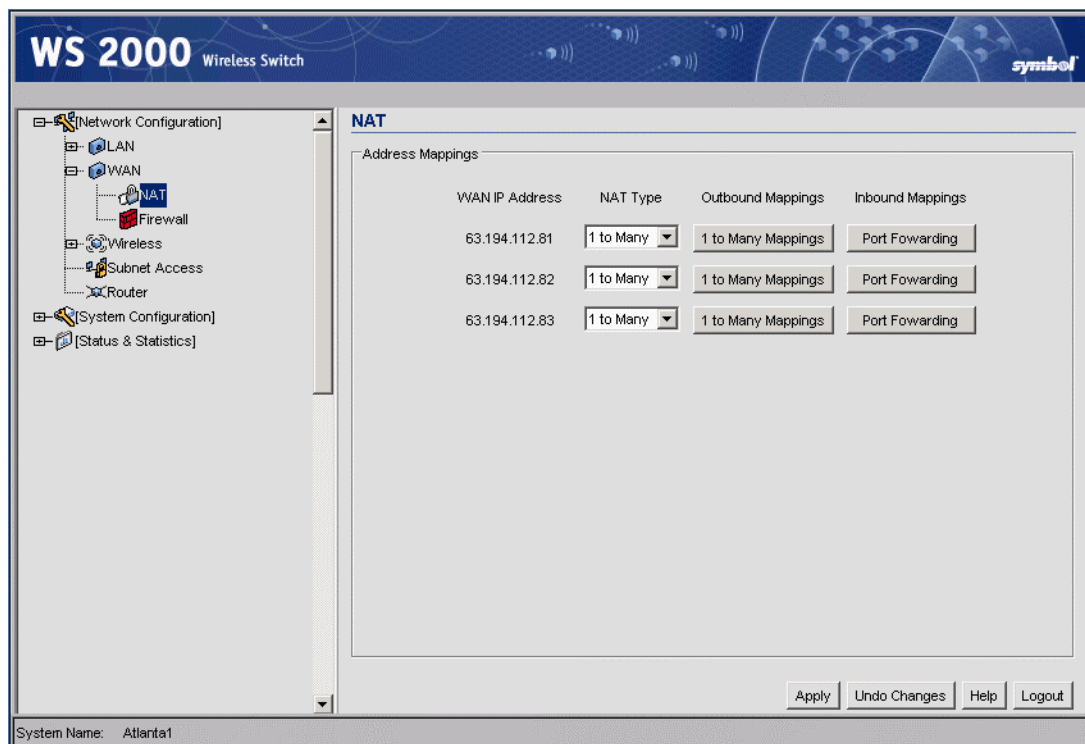 WS 2000 Wireless Switch
symbol
[Network Configuration]
LAN
WAN
NAT
Firewall
Wireless
Subnet Access
Router
[System Configuration]
[Status & Statistics]
NAT
Address Mappings
WAN IP Address NAT Type Outbound Mappings Inbound Mappings
63.194.112.81 1 to Many 1 to Many Mappings Port Fowarding
63.194.112.82 1 to Many 1 to Many Mappings Port Fowarding
63.194.112.83 1 to Many 1 to Many Mappings Port Fowarding
Apply Undo Changes Help Logout
System Name: Atlanta1